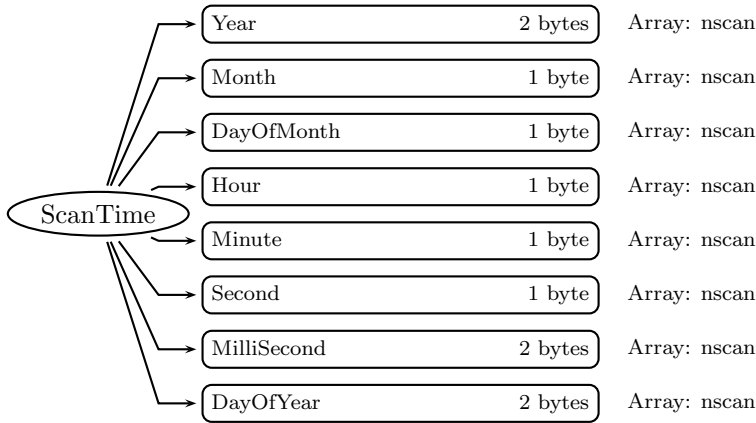 Year 2 bytes Array: nscan
Month 1 byte Array: nscan
DayOfMonth 1 byte Array: nscan
Hour 1 byte Array: nscan
ScanTime
Minute 1 byte Array: nscan
Second 1 byte Array: nscan
MilliSecond 2 bytes Array: nscan
DayOfYear 2 bytes Array: nscan